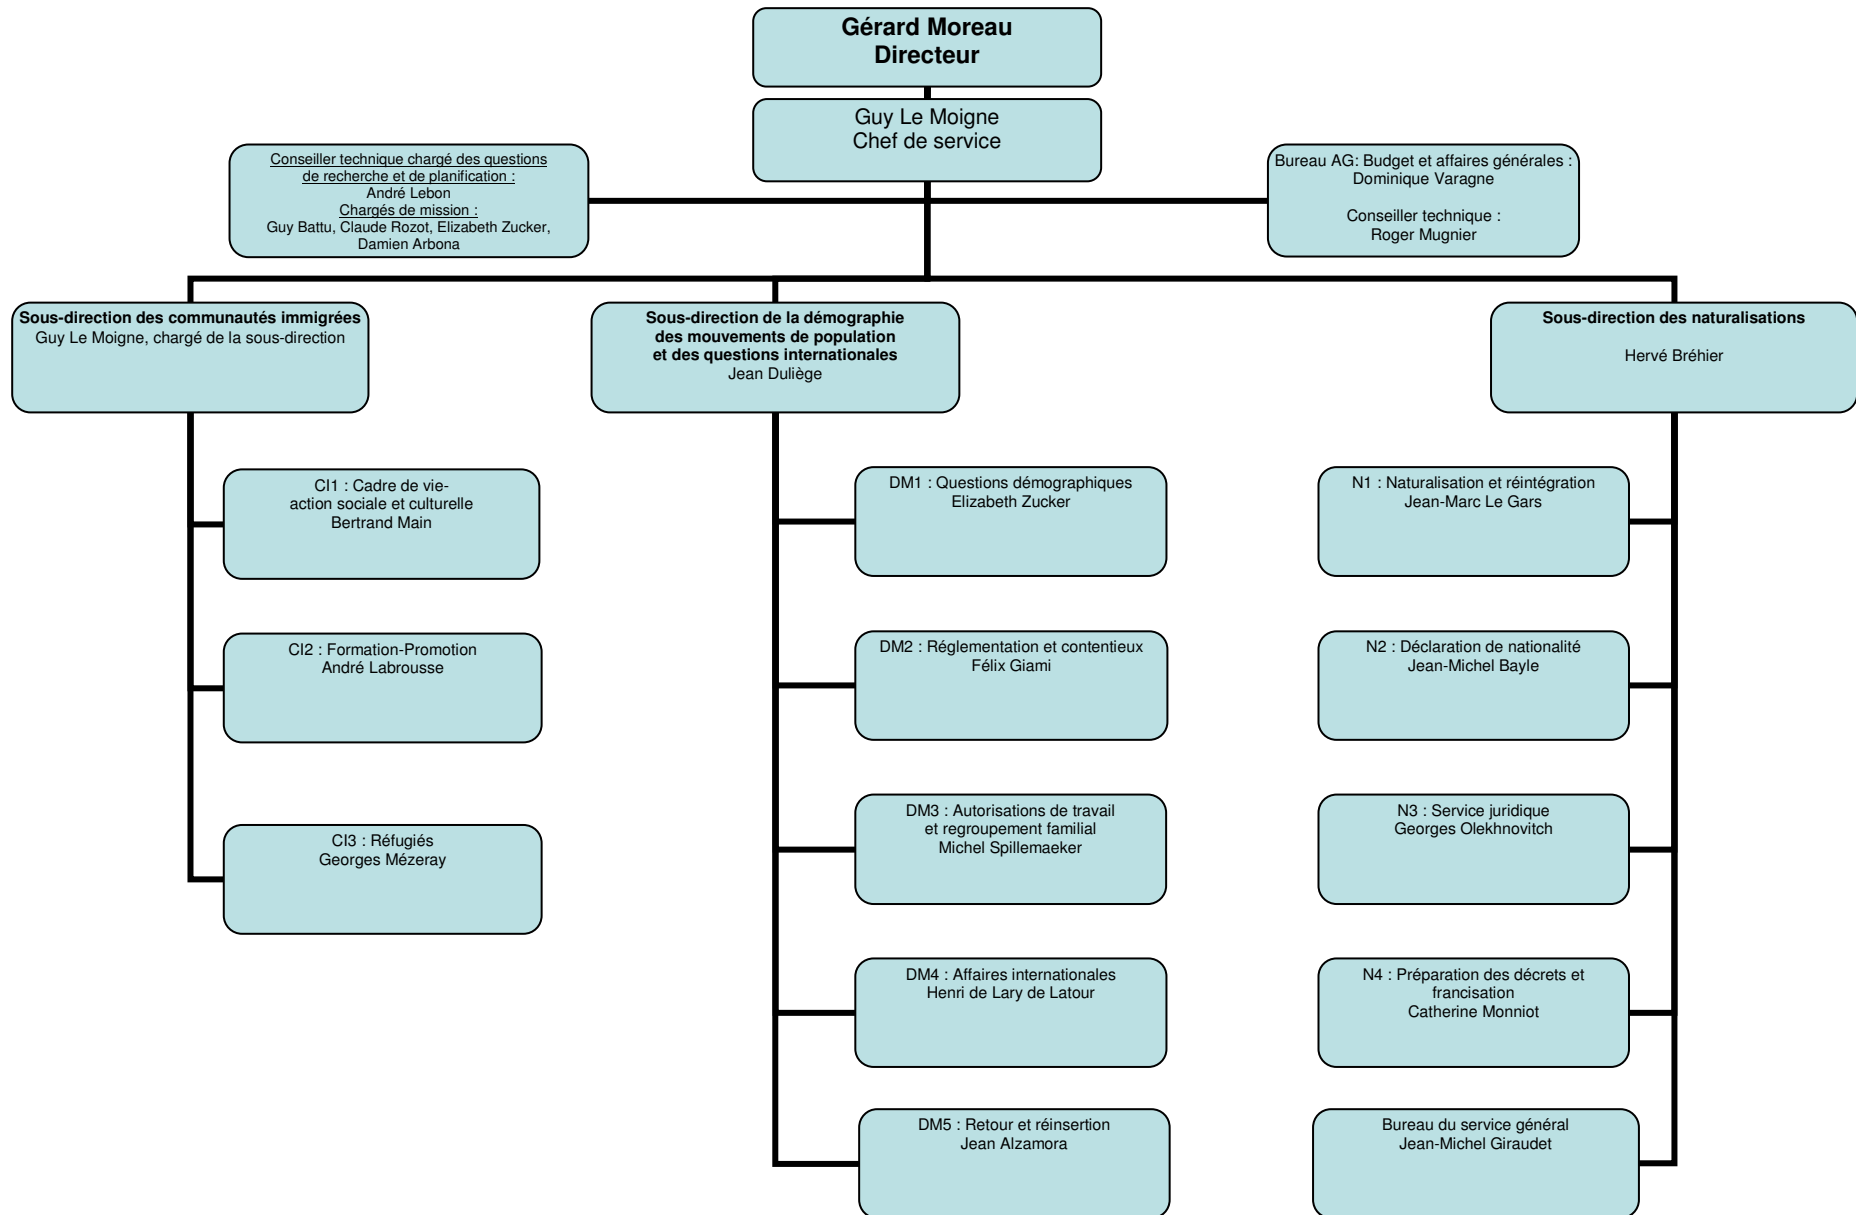 Gérard Moreau
Directeur
Guy Le Moigne
Chef de service
Conseiller technique chargé des questions
de recherche et de planification :
André Lebon
Chargés de mission :
Guy Battu, Claude Rozot, Elizabeth Zucker,
Damien Arbona
Bureau AG: Budget et affaires générales :
Dominique Varagne
Conseiller technique :
Roger Mugnier
Sous-direction des communautés immigrées
Guy Le Moigne, chargé de la sous-direction
Sous-direction de la démographie
des mouvements de population
et des questions internationales
Jean Duliège
Sous-direction des naturalisations
Hervé Bréhier
CI1 : Cadre de vie-
action sociale et culturelle
Bertrand Main
CI2 : Formation-Promotion
André Labrousse
CI3 : Réfugiés
Georges Mézeray
DM1 : Questions démographiques
Elizabeth Zucker
DM2 : Réglementation et contentieux
Félix Giami
DM3 : Autorisations de travail
et regroupement familial
Michel Spillemaeker
DM4 : Affaires internationales
Henri de Lary de Latour
DM5 : Retour et réinsertion
Jean Alzamora
N1 : Naturalisation et réintégration
Jean-Marc Le Gars
N2 : Déclaration de nationalité
Jean-Michel Bayle
N3 : Service juridique
Georges Olekhnovitch
N4 : Préparation des décrets et
francisation
Catherine Monniot
Bureau du service général
Jean-Michel Giraudet